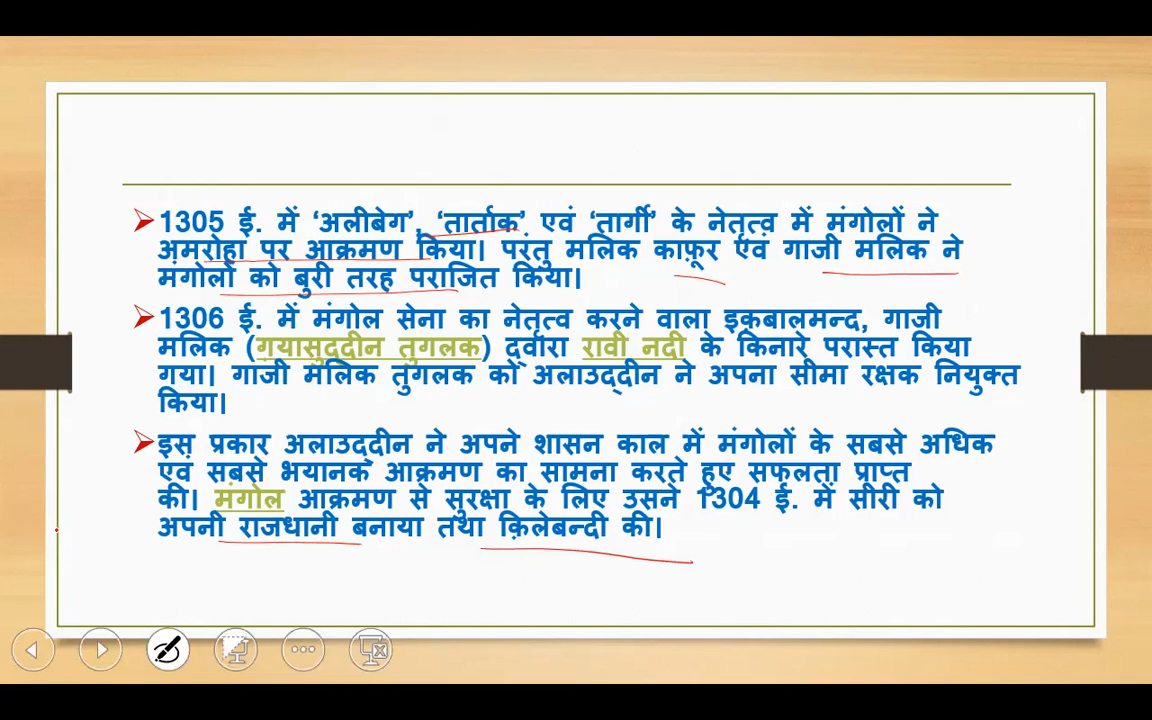 1305 ई. में ‘अलीबेग’, ‘तार्ताक़’ एवं ‘तार्गी’ के नेतृत्व में मंगोलों ने
अमरोहा पर आक्रमण किया। परंतु मलिक काफ़ूर एवं गाजी मलिक ने
मंगोलों को बुरी तरह पराजित किया।
1306 ई. में मंगोल सेना का नेतृत्व करने वाला इक़बालमन्द, गाजी
मलिक (ग़यासुद्दीन तुगलक) द्वारा रावी नदी के किनारे परास्त किया
गया। गाजी मलिक तुगलक को अलाउद्दीन ने अपना सीमा रक्षक नियुक्त
किया।
इस प्रकार अलाउद्दीन ने अपने शासन काल में मंगोलों के सबसे अधिक
एवं सबसे भयानक आक्रमण का सामना करते हुए सफलता प्राप्त
की। मंगोल आक्रमण से सुरक्षा के लिए उसने 1304 ई. में सीरी को
अपनी राजधानी बनाया तथा क़िलेबन्दी की।